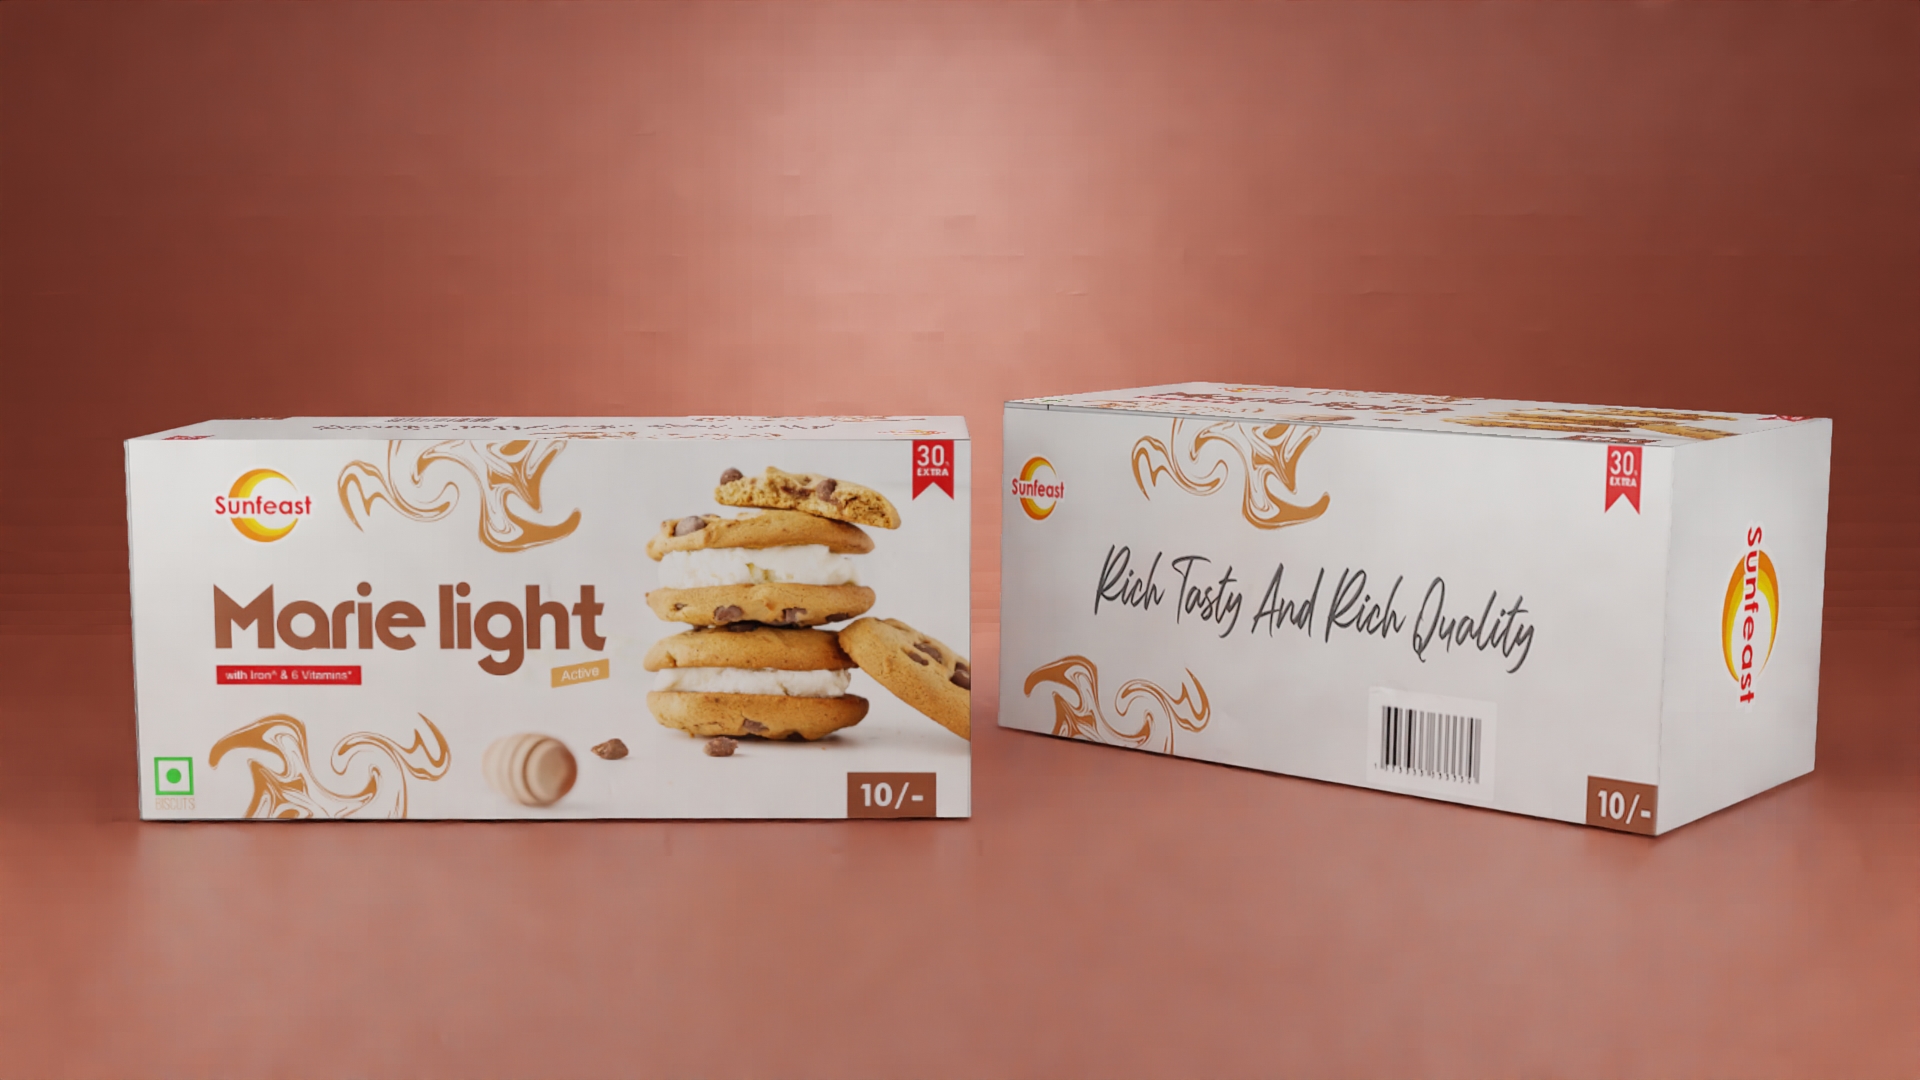 Sunfeast
30%
EXTRA
Marie light
with Iron^ & 6 Vitamins*
Active
BISCUTS
10/-
Sunfeast
30%
EXTRA
Rich Tasty And Rich Quality
10/-
Sunfeast